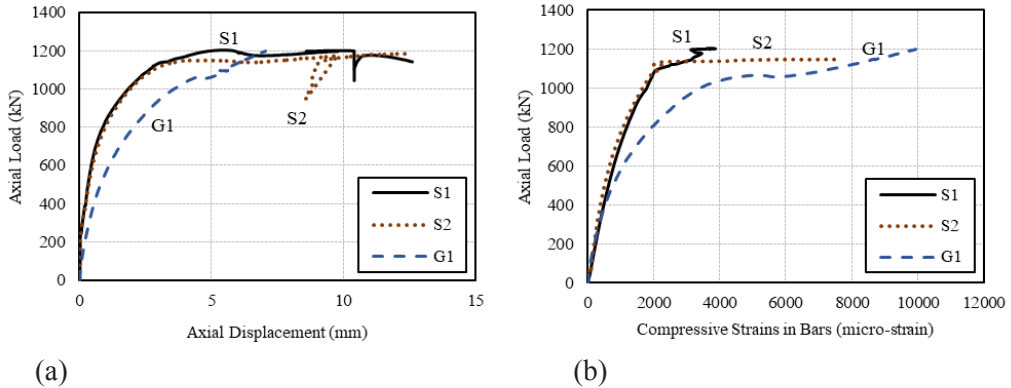 1400
1200
1000
800
600
400
200
0
Axial Load (kN)
S1
S2
G1
S1
S2
G1
0 5 10 15
Axial Displacement (mm)
(a)
1400
1200
1000
800
600
400
200
0
Axial Load (kN)
S1
S2
G1
S1
S2
G1
0 2000 4000 6000 8000 10000 12000
Compressive Strains in Bars (micro-strain)
(b)